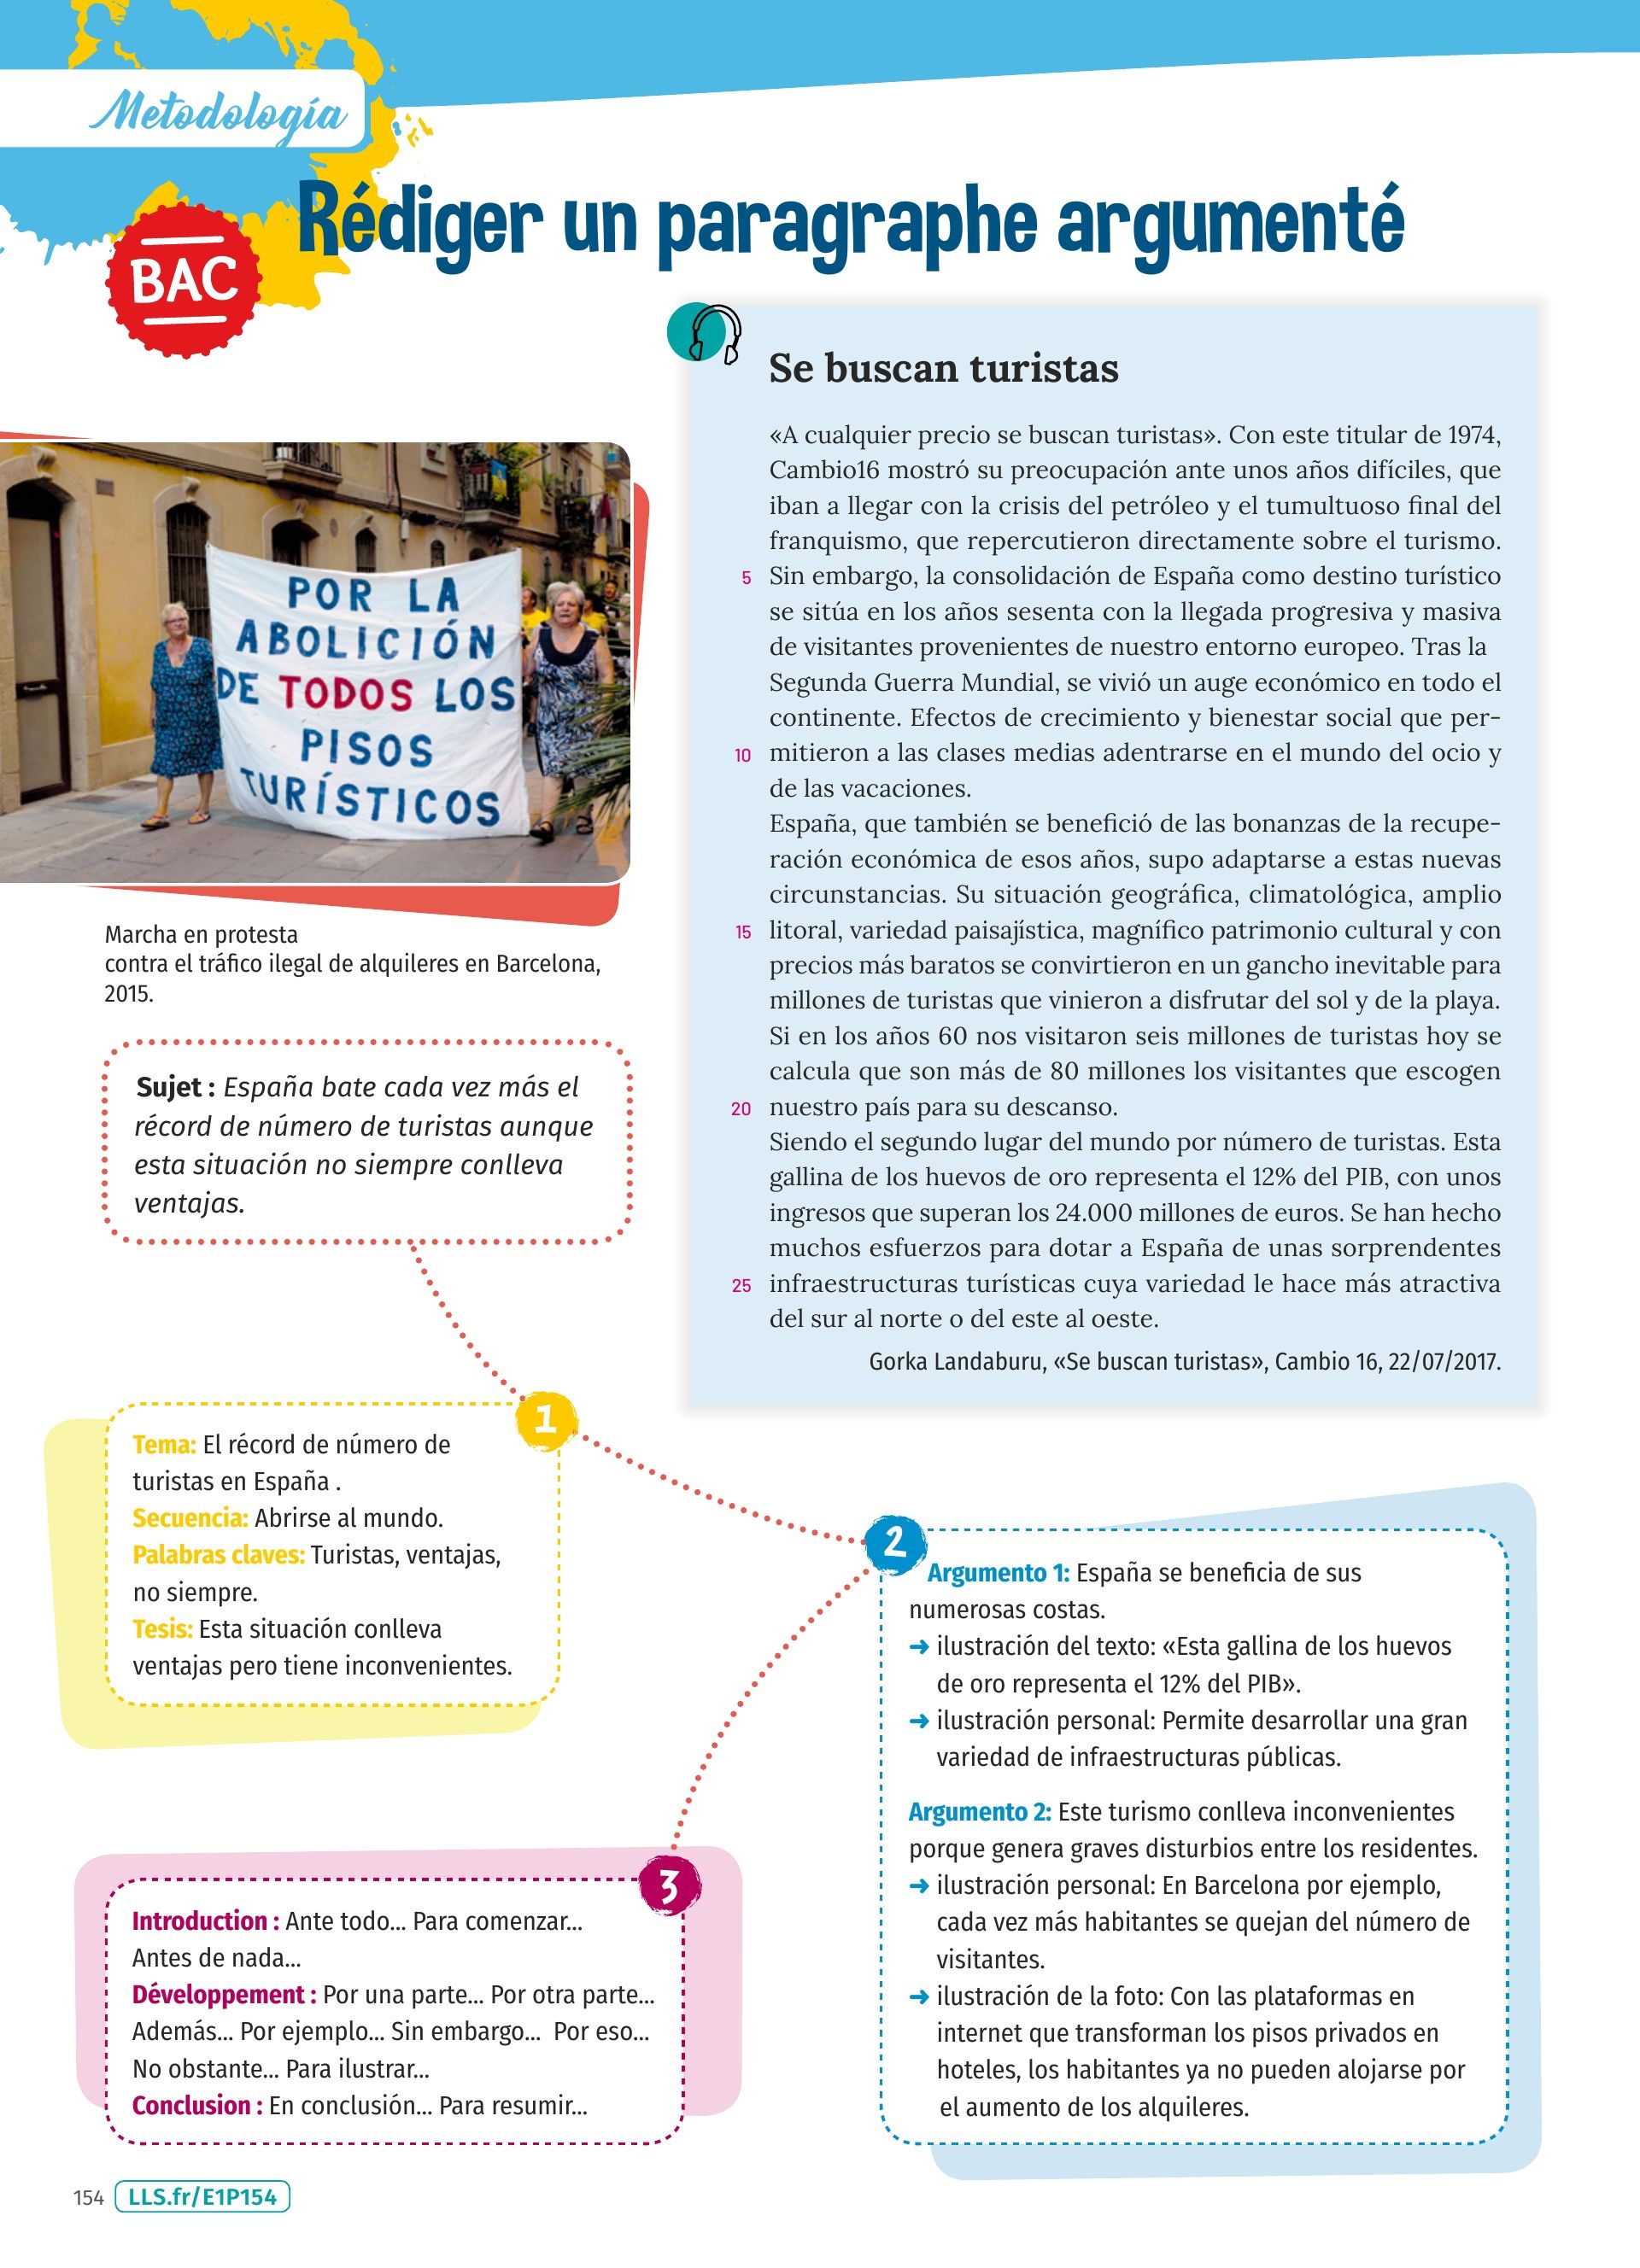 Metodología
BAC
Rédiger un paragraphe argumenté
POR LA
ABOLICIÓN
DE TODOS LOS
PISOS
TURÍSTICOS
Marcha en protesta
contra el tráfico ilegal de alquileres en Barcelona,
2015.
Se buscan turistas
«A cualquier precio se buscan turistas». Con este titular de 1974,
Cambio16 mostró su preocupación ante unos años difíciles, que
iban a llegar con la crisis del petróleo y el tumultuoso final del
franquismo, que repercutieron directamente sobre el turismo.
5 Sin embargo, la consolidación de España como destino turístico
se sitúa en los años sesenta con la llegada progresiva y masiva
de visitantes provenientes de nuestro entorno europeo. Tras la
Segunda Guerra Mundial, se vivió un auge económico en todo el
continente. Efectos de crecimiento y bienestar social que per-
10 mitieron a las clases medias adentrarse en el mundo del ocio y
de las vacaciones.
España, que también se benefició de las bonanzas de la recupe-
ración económica de esos años, supo adaptarse a estas nuevas
circunstancias. Su situación geográfica, climatológica, amplio
15 litoral, variedad paisajística, magnífico patrimonio cultural y con
precios más baratos se convirtieron en un gancho inevitable para
millones de turistas que vinieron a disfrutar del sol y de la playa.
Si en los años 60 nos visitaron seis millones de turistas hoy se
calcula que son más de 80 millones los visitantes que escogen
20 nuestro país para su descanso.
Siendo el segundo lugar del mundo por número de turistas. Esta
gallina de los huevos de oro representa el 12% del PIB, con unos
ingresos que superan los 24.000 millones de euros. Se han hecho
muchos esfuerzos para dotar a España de unas sorprendentes
25 infraestructuras turísticas cuya variedad le hace más atractiva
del sur al norte o del este al oeste.
Gorka Landaburu, «Se buscan turistas», Cambio 16, 22/07/2017.
Sujet : España bate cada vez más el
récord de número de turistas aunque
esta situación no siempre conlleva
ventajas.
1
Tema: El récord de número de
turistas en España .
Secuencia: Abrirse al mundo.
Palabras claves: Turistas, ventajas,
no siempre.
Tesis: Esta situación conlleva
ventajas pero tiene inconvenientes.
2
Argumento 1: España se beneficia de sus
numerosas costas.
➜ ilustración del texto: «Esta gallina de los huevos
de oro representa el 12% del PIB».
➜ ilustración personal: Permite desarrollar una gran
variedad de infraestructuras públicas.
Argumento 2: Este turismo conlleva inconvenientes
porque genera graves disturbios entre los residentes.
➜ ilustración personal: En Barcelona por ejemplo,
cada vez más habitantes se quejan del número de
visitantes.
➜ ilustración de la foto: Con las plataformas en
internet que transforman los pisos privados en
hoteles, los habitantes ya no pueden alojarse por
el aumento de los alquileres.
3
Introduction : Ante todo... Para comenzar...
Antes de nada...
Développement : Por una parte... Por otra parte...
Además... Por ejemplo... Sin embargo... Por eso...
No obstante... Para ilustrar...
Conclusion : En conclusión... Para resumir...
154 LLS.fr/E1P154